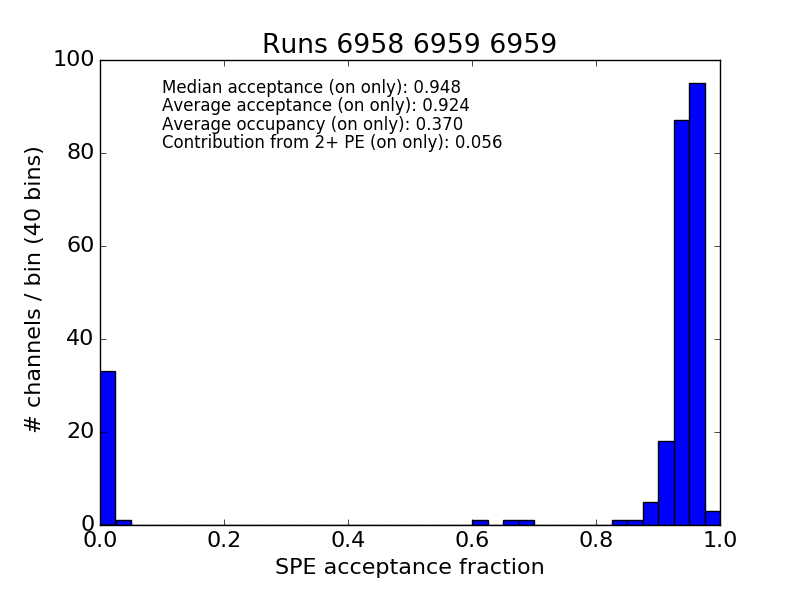 Runs 6958 6959 6959
100
Median acceptance (on only): 0.948
Average acceptance (on only): 0.924
Average occupancy (on only): 0.370
Contribution from 2+ PE (on only): 0.056
80
60
40
20
0
# channels / bin (40 bins)
0.0 0.2 0.4 0.6 0.8 1.0
SPE acceptance fraction